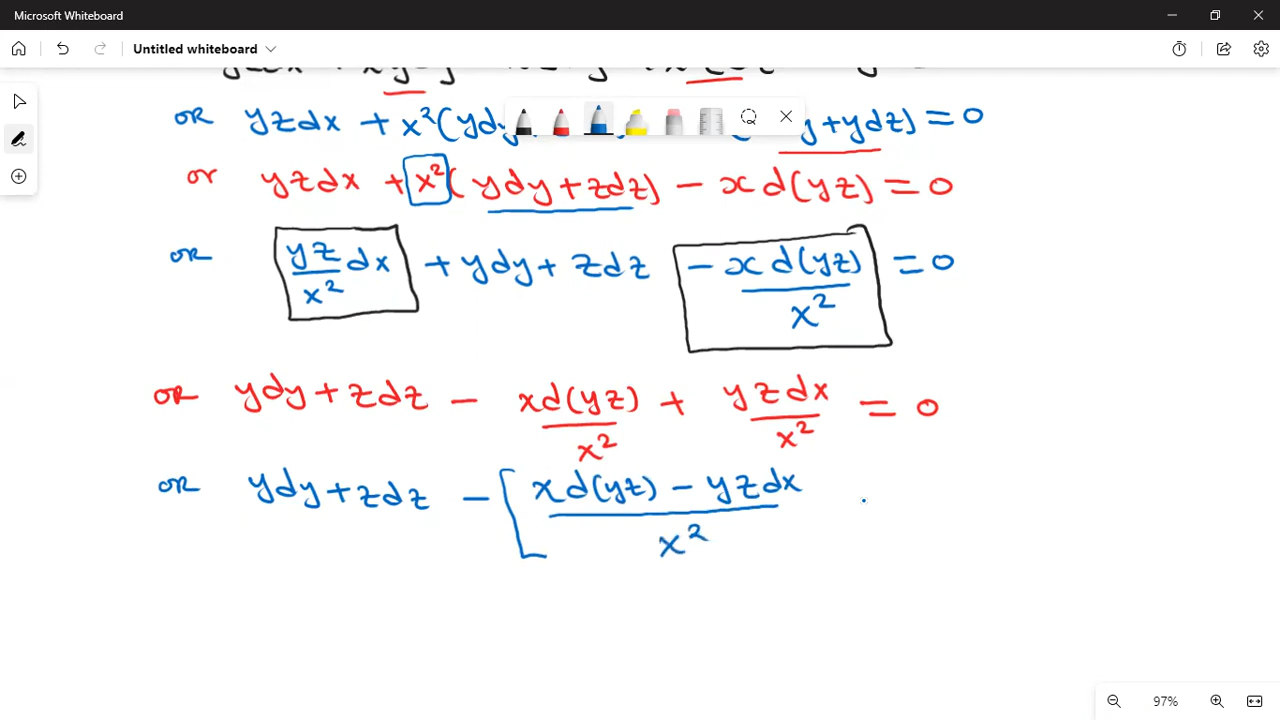 Microsoft Whiteboard
Untitled whiteboard
or yzdx + x²(ydy y + ydz) = 0
or yzdx + x²(ydy + zdz) − x d(yz) = 0
or yz/x² dx + ydy + zdz − x d(yz)/x² = 0
or ydy + zdz − xd(yz)/x² + yzdx/x² = 0
or ydy + zdz − [xd(yz) − yzdx/x²
97%